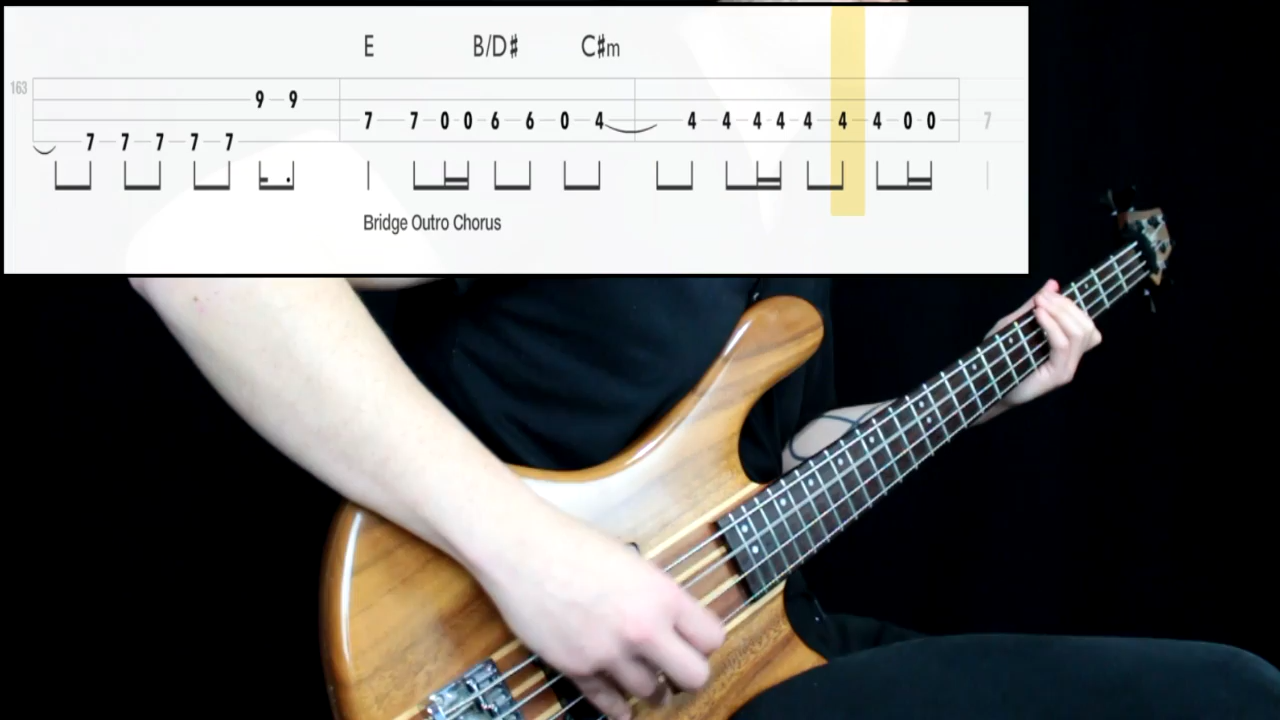 E B/D♯ C♯m
163
9 9
7 7 0 0 6 6 0 4 4 4 4 4 4 4 4 0 0 7
7 7 7 7 7
Bridge Outro Chorus